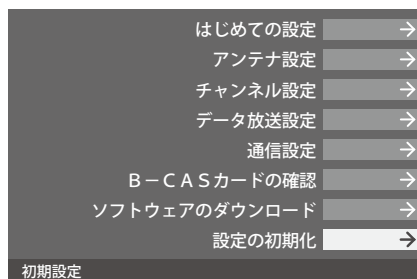 はじめての設定
アンテナ設定
チャンネル設定
データ放送設定
通信設定
B－CASカードの確認
ソフトウェアのダウンロード
設定の初期化
初期設定